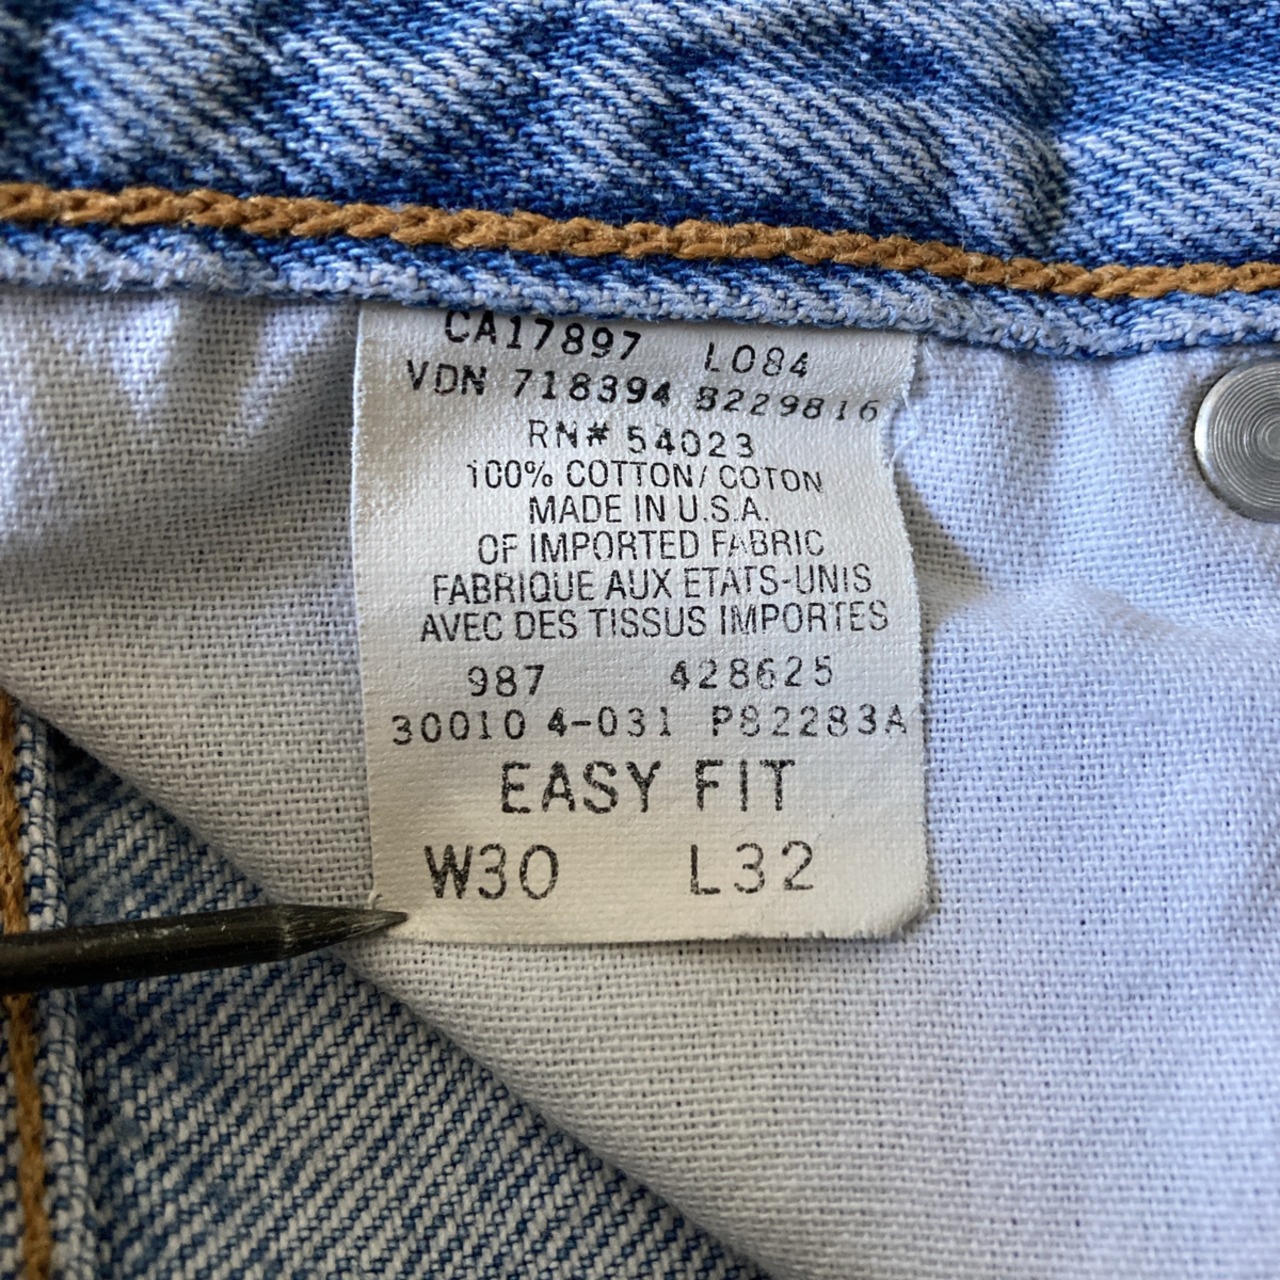 CA17897 L084
VDN 718394 B229816
RN# 54023
100% COTTON/ COTON
MADE IN U.S.A.
OF IMPORTED FABRIC
FABRIQUE AUX ETATS-UNIS
AVEC DES TISSUS IMPORTES
987 428625
30010 4-031 P82283A
EASY FIT
W30 L32